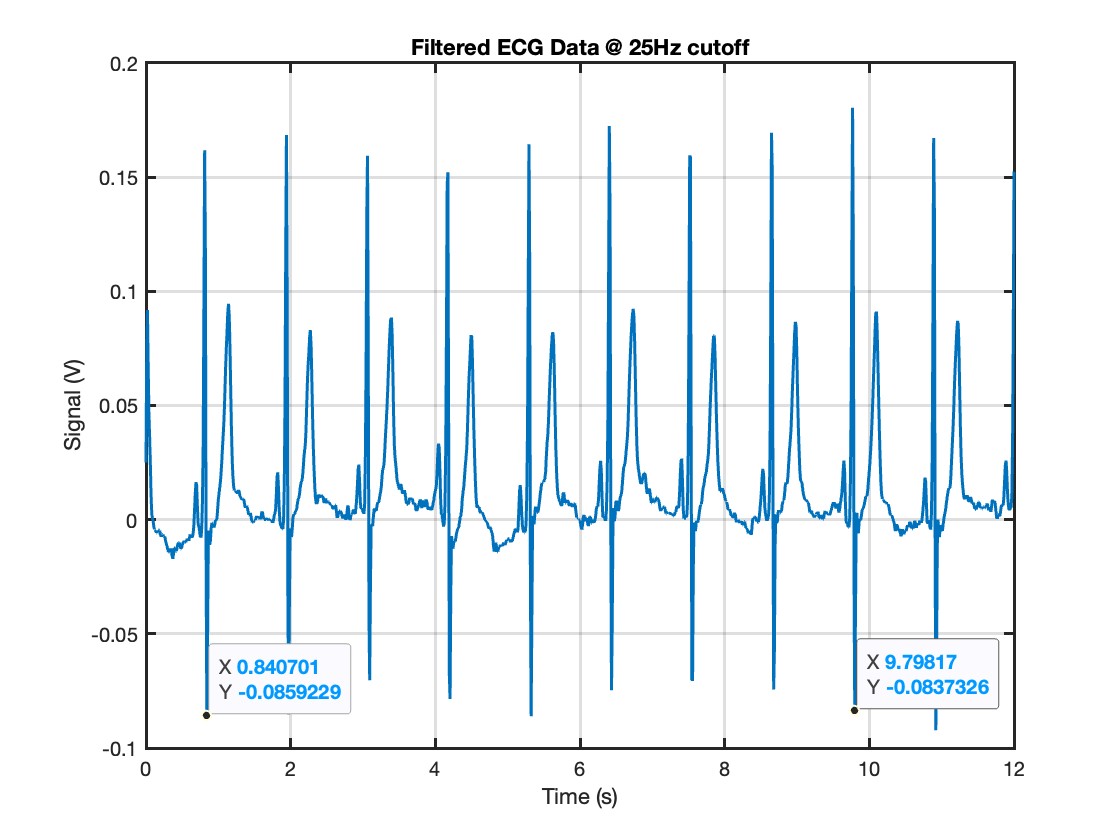 Filtered ECG Data @ 25Hz cutoff
0.2
0.15
0.1
0.05
0
-0.05
-0.1
Signal (V)
X 0.840701
Y -0.0859229
X 9.79817
Y -0.0837326
0 2 4 6 8 10 12
Time (s)